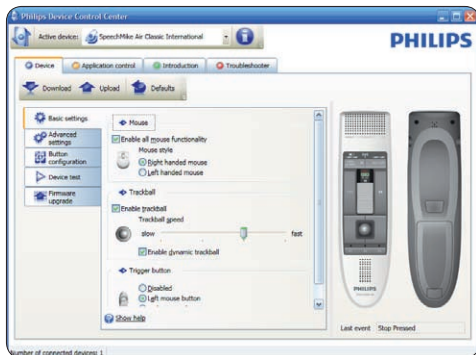 Philips Device Control Center
Active device: SpeechMike Air Classic International
PHILIPS
Device Application control Introduction Troubleshooter
Download Upload Defaults
Basic settings
Advanced settings
Button configuration
Device test
Firmware upgrade
Mouse
Enable all mouse functionality
Mouse style
Right handed mouse
Left handed mouse
Trackball
Enable trackball
Trackball speed
slow fast
Enable dynamic trackball
Trigger button
Disabled
Left mouse button
Show help
PHILIPS
Last event Stop Pressed
Number of connected devices: 1